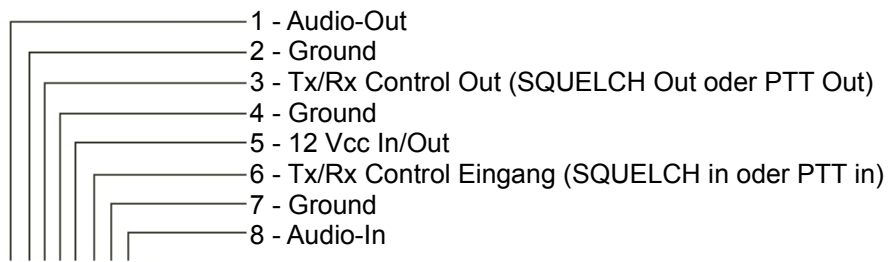 1 - Audio-Out
2 - Ground
3 - Tx/Rx Control Out (SQUELCH Out oder PTT Out)
4 - Ground
5 - 12 Vcc In/Out
6 - Tx/Rx Control Eingang (SQUELCH in oder PTT in)
7 - Ground
8 - Audio-In